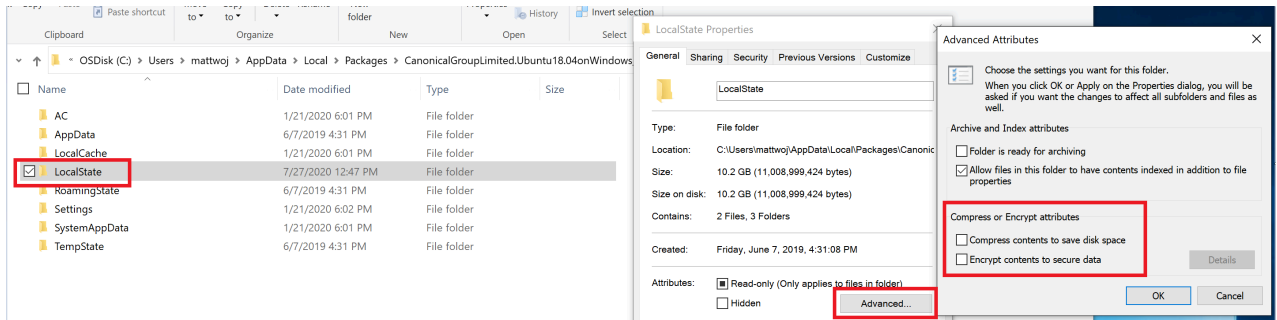 Paste shortcut
to
to
folder
History
Invert selection
Clipboard
Organize
New
Open
Select
OSDisk (C:) > Users > mattwoj > AppData > Local > Packages > CanonicalGroupLimited.Ubuntu18.04onWindows_
Name Date modified Type Size
AC 1/21/2020 6:01 PM File folder
AppData 6/7/2019 4:31 PM File folder
LocalCache 1/21/2020 6:01 PM File folder
LocalState 7/27/2020 12:47 PM File folder
RoamingState 6/7/2019 4:31 PM File folder
Settings 1/21/2020 6:02 PM File folder
SystemAppData 1/21/2020 6:01 PM File folder
TempState 6/7/2019 4:31 PM File folder
LocalState Properties
General Sharing Security Previous Versions Customize
LocalState
Type: File folder
Location: C:\Users\mattwoj\AppData\Local\Packages\Canonic
Size: 10.2 GB (11,008,999,424 bytes)
Size on disk: 10.2 GB (11,008,999,424 bytes)
Contains: 2 Files, 3 Folders
Created: Friday, June 7, 2019, 4:31:08 PM
Attributes: Read-only (Only applies to files in folder)
Hidden
Advanced...
Advanced Attributes
Choose the settings you want for this folder.
When you click OK or Apply on the Properties dialog, you will be
asked if you want the changes to affect all subfolders and files as
well.
Archive and Index attributes
Folder is ready for archiving
Allow files in this folder to have contents indexed in addition to file
properties
Compress or Encrypt attributes
Compress contents to save disk space
Encrypt contents to secure data
Details
OK
Cancel